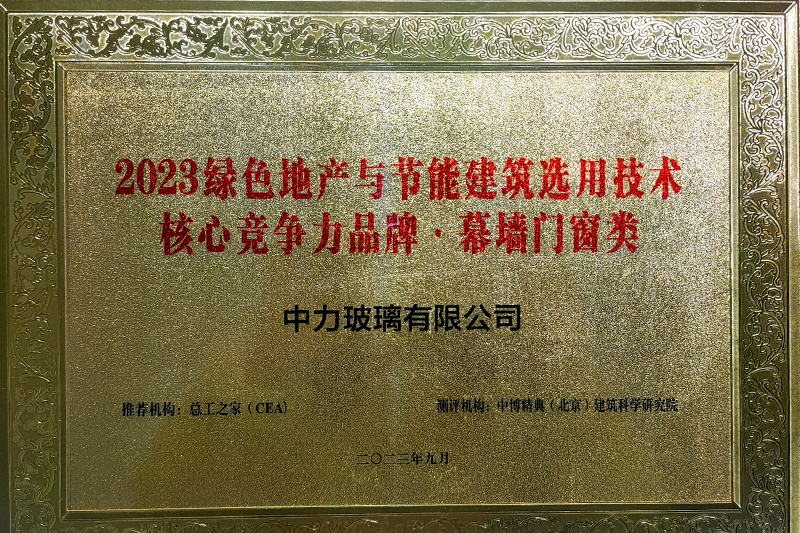 2023绿色地产与节能建筑选用技术
核心竞争力品牌·幕墙门窗类
中力玻璃有限公司
推荐机构：总工之家（CEA） 测评机构：中博精典（北京）建筑科学研究院
二〇二三年九月